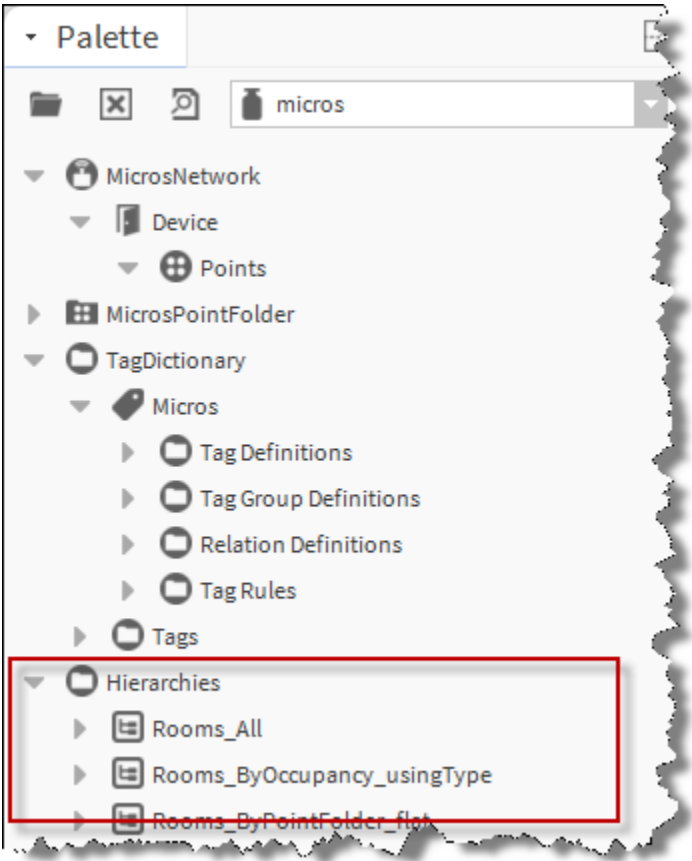 Palette
micros
MicrosNetwork
Device
Points
MicrosPointFolder
TagDictionary
Micros
Tag Definitions
Tag Group Definitions
Relation Definitions
Tag Rules
Tags
Hierarchies
Rooms_All
Rooms_ByOccupancy_usingType
Rooms_ByPointFolder_flat